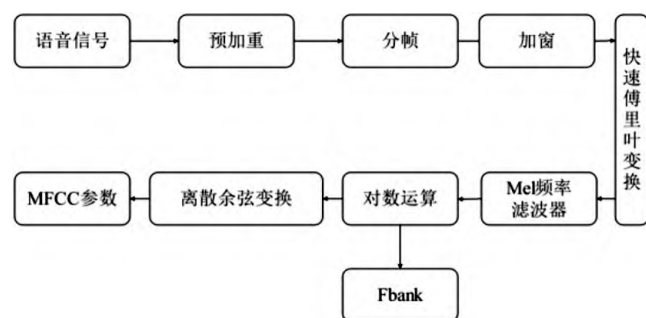 语音信号
预加重
分帧
加窗
快速傅里叶变换
MFCC参数
离散余弦变换
对数运算
Mel频率
滤波器
Fbank